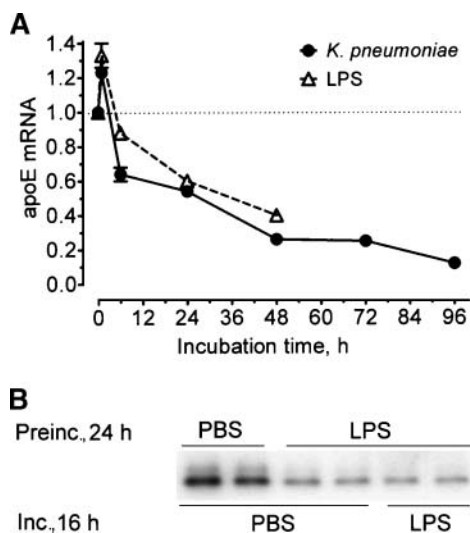 A
1.4
1.2
1.0
0.8
0.6
0.4
0.2
0.0
apoE mRNA
K. pneumoniae
LPS
0 12 24 36 48 60 72 84 96
Incubation time, h
B
Preinc., 24 h PBS LPS
Inc., 16 h PBS LPS